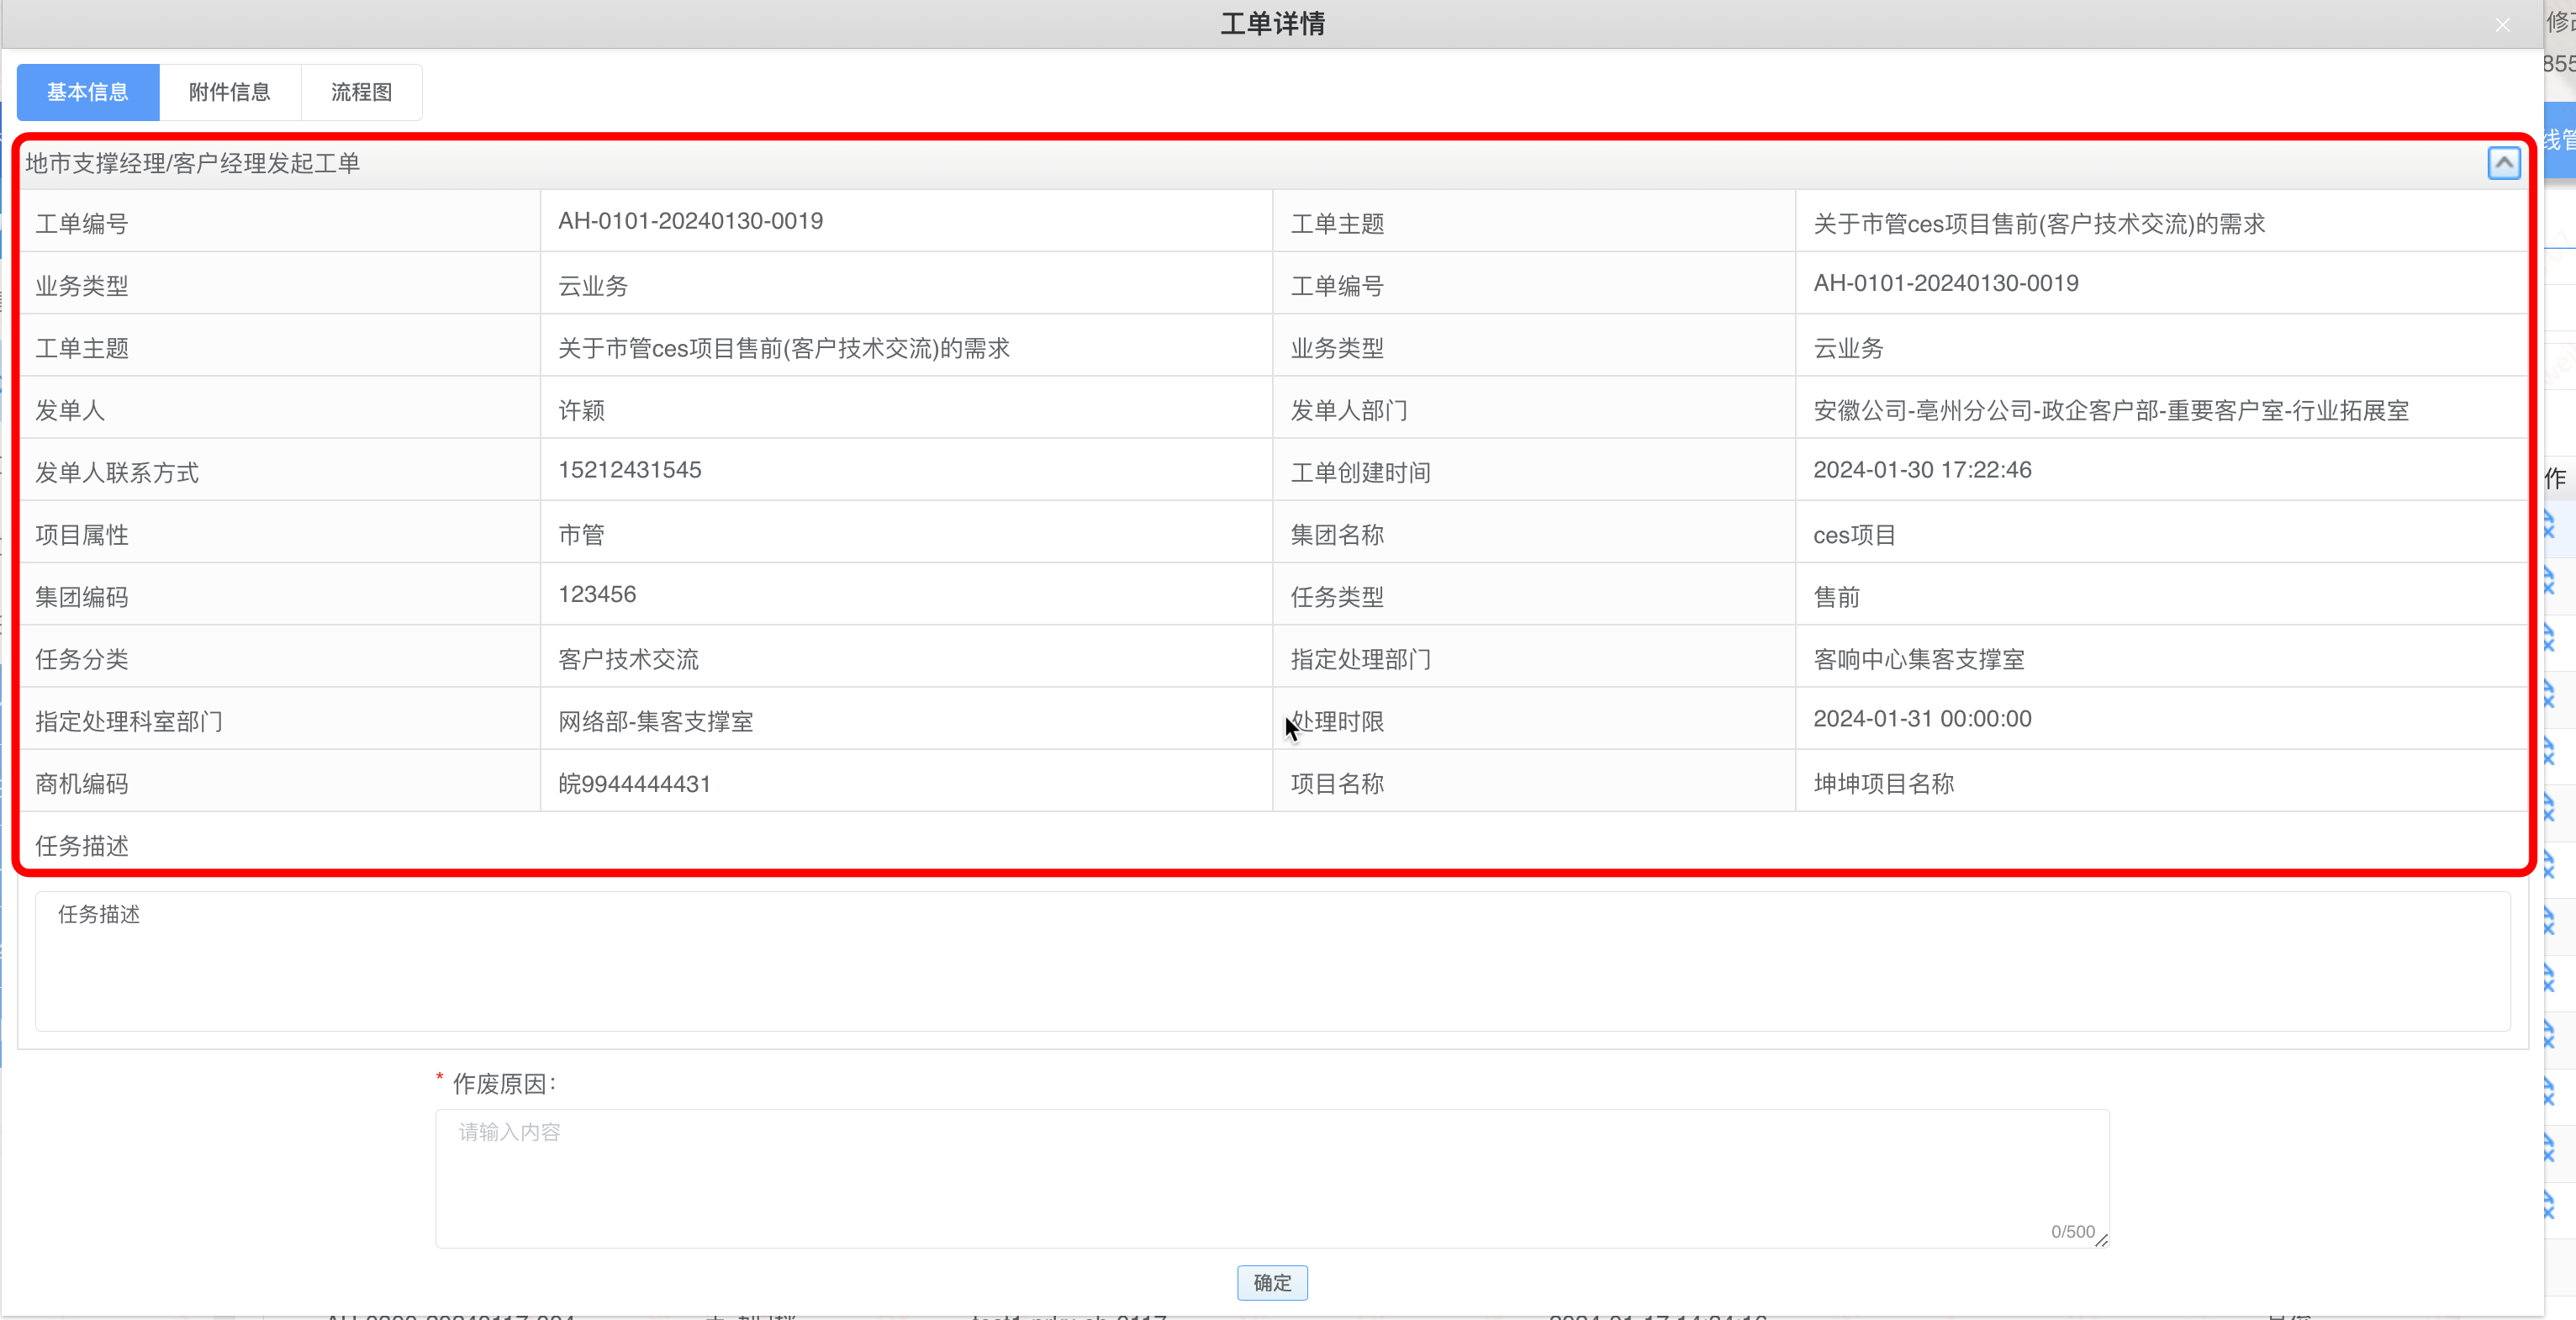 工单详情
基本信息 附件信息 流程图
地市支撑经理/客户经理发起工单
工单编号 AH-0101-20240130-0019 工单主题 关于市管ces项目售前(客户技术交流)的需求
业务类型 云业务 工单编号 AH-0101-20240130-0019
工单主题 关于市管ces项目售前(客户技术交流)的需求 业务类型 云业务
发单人 许颖 发单人部门 安徽公司-亳州分公司-政企客户部-重要客户室-行业拓展室
发单人联系方式 15212431545 工单创建时间 2024-01-30 17:22:46
项目属性 市管 集团名称 ces项目
集团编码 123456 任务类型 售前
任务分类 客户技术交流 指定处理部门 客响中心集客支撑室
指定处理科室部门 网络部-集客支撑室 处理时限 2024-01-31 00:00:00
商机编码 皖9944444431 项目名称 坤坤项目名称
任务描述
任务描述
* 作废原因：
请输入内容
0/500
确定
修
855
线管
作